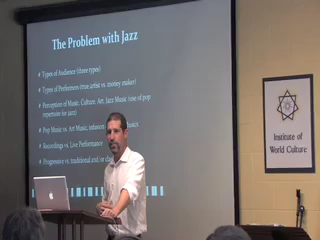 The Problem with Jazz
Types of Audience (three types)
Types of Performers (true artist vs. money maker)
Perception of Music, Culture, Art, Jazz Music (use of
pop repertoire for jazz)
Pop Music vs. Art Music,
Recordings vs. Live Performance
Progressive vs. traditional
Institute of
World Culture